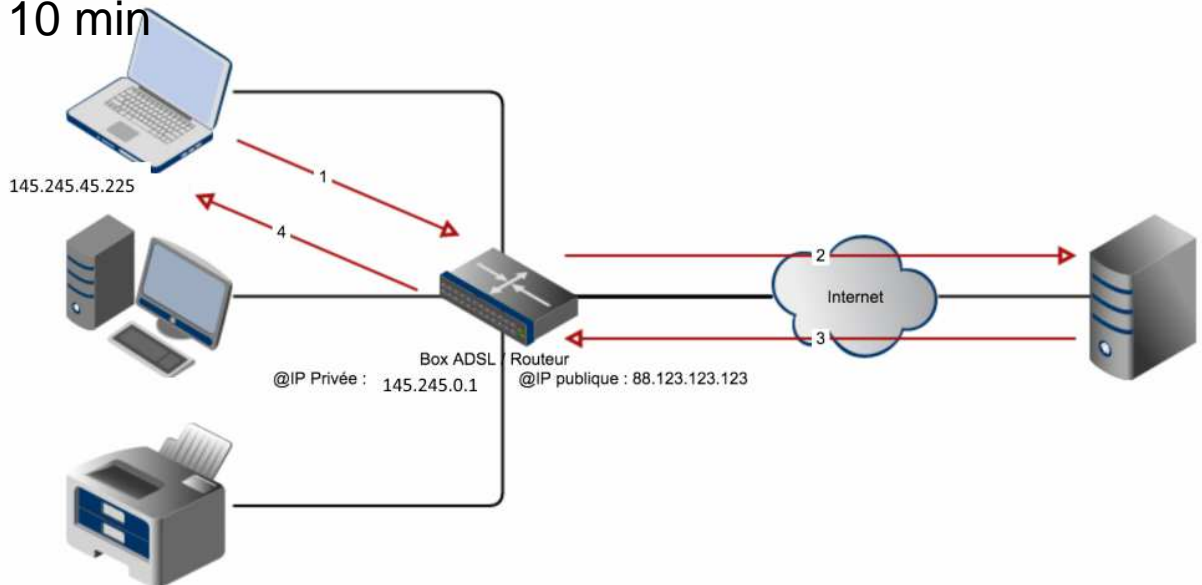 10 min
1
145.245.45.225
4
2
Internet
3
Box ADSL / Routeur
@IP Privée : 145.245.0.1 @IP publique : 88.123.123.123